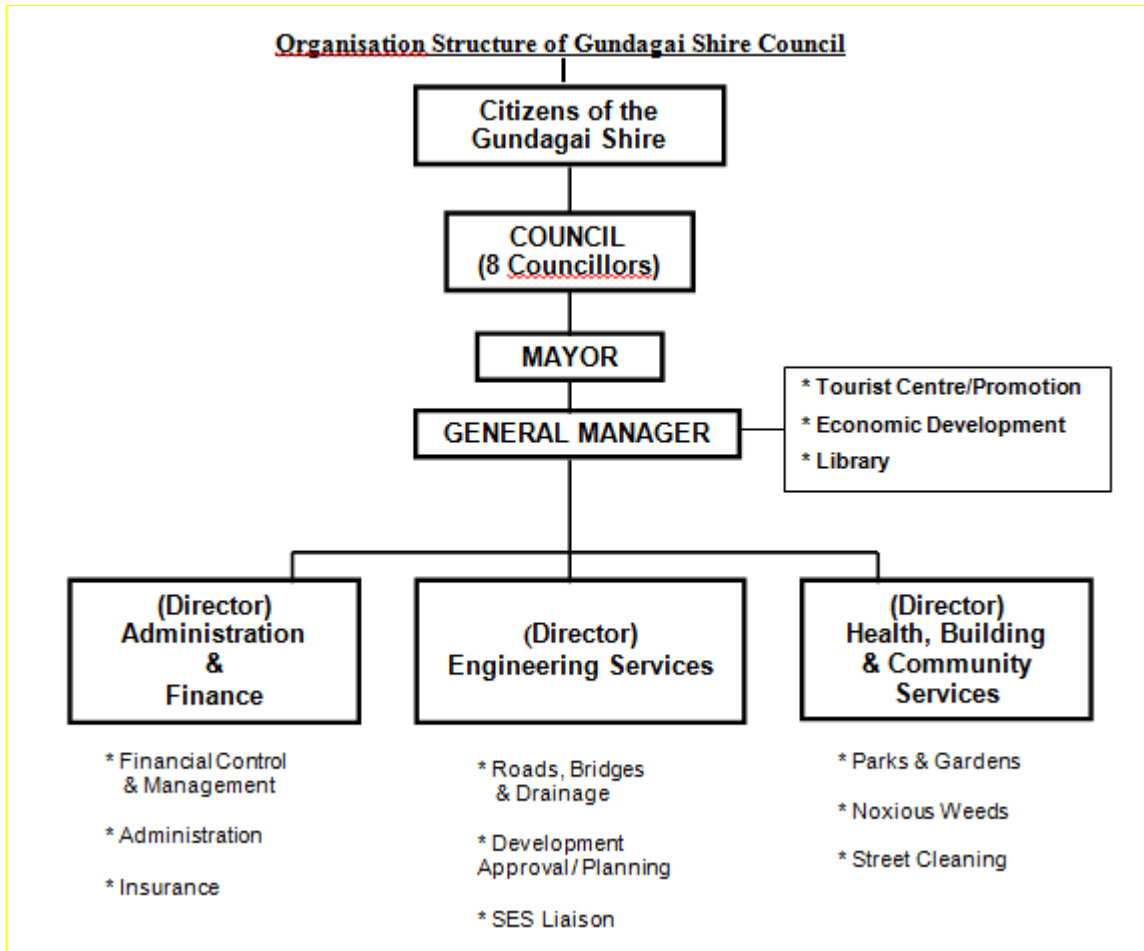 Organisation Structure of Gundagai Shire Council
Citizens of the
Gundagai Shire
COUNCIL
(8 Councillors)
MAYOR
GENERAL MANAGER
* Tourist Centre/Promotion
* Economic Development
* Library
(Director)
Administration
&
Finance
(Director)
Engineering Services
(Director)
Health, Building
& Community
Services
* Financial Control
& Management
* Administration
* Insurance
* Roads, Bridges
& Drainage
* Development
Approval / Planning
* SES Liaison
* Parks & Gardens
* Noxious Weeds
* Street Cleaning